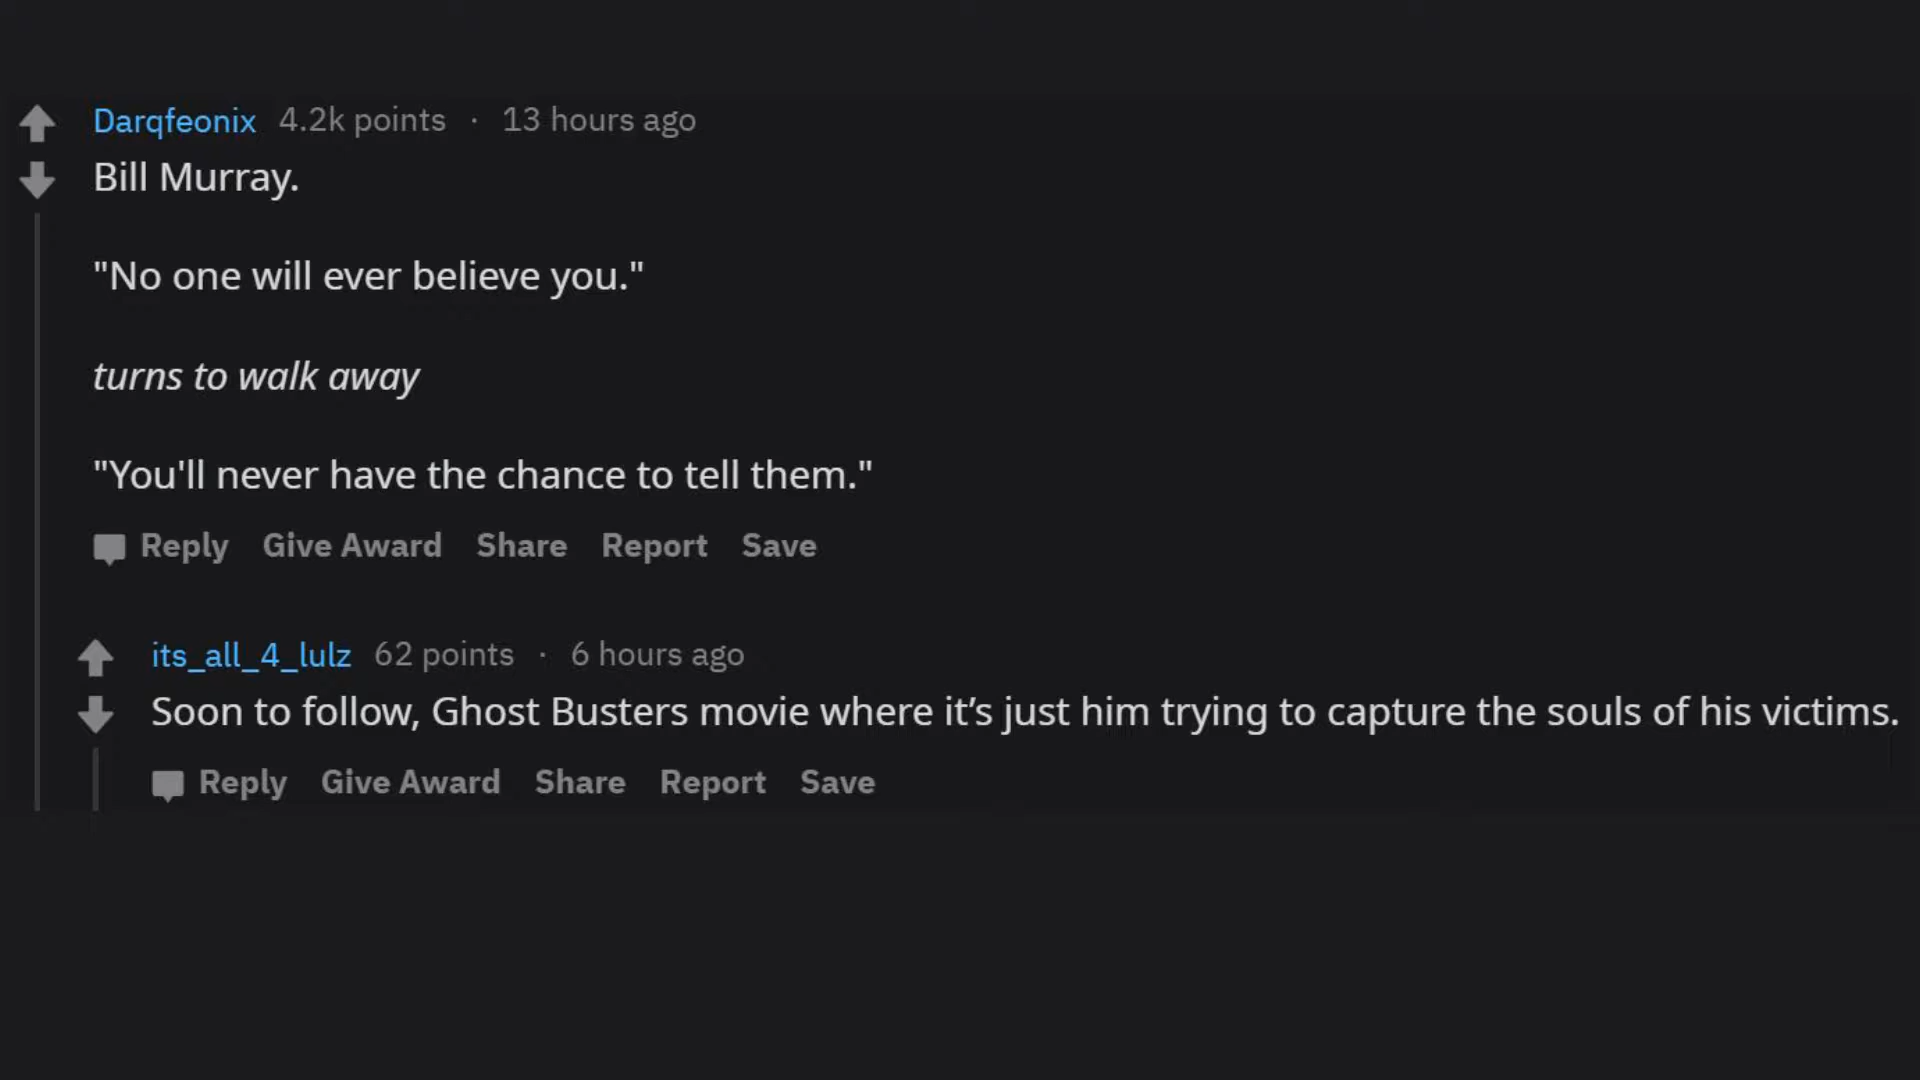 Darqfeonix 4.2k points · 13 hours ago
Bill Murray.
"No one will ever believe you."
turns to walk away
"You'll never have the chance to tell them."
Reply Give Award Share Report Save
its_all_4_lulz 62 points · 6 hours ago
Soon to follow, Ghost Busters movie where it’s just him trying to capture the souls of his victims.
Reply Give Award Share Report Save